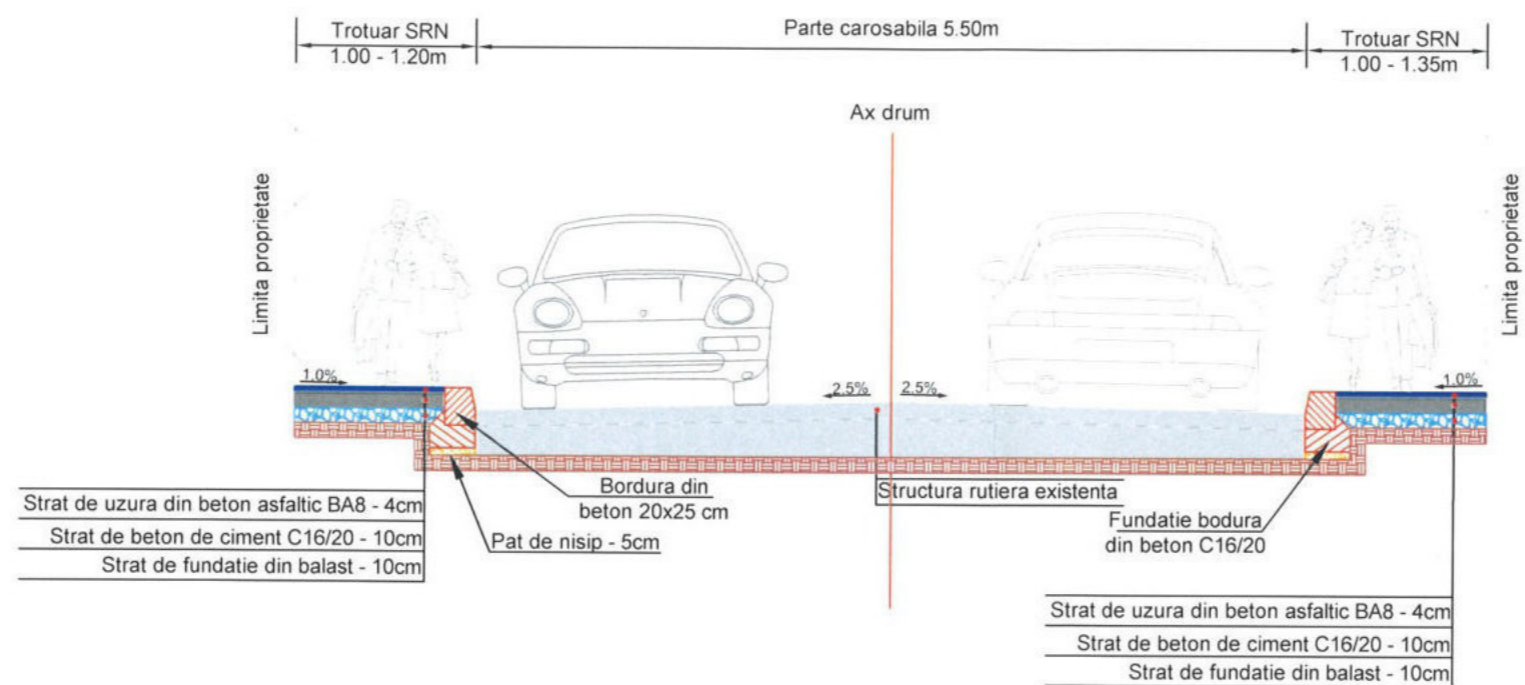 Trotuar SRN
1.00 - 1.20m
Parte carosabila 5.50m
Trotuar SRN
1.00 - 1.35m
Ax drum
Limita proprietate
Limita proprietate
1.0%
2.5%
2.5%
1.0%
Strat de uzura din beton asfaltic BA8 - 4cm
Strat de beton de ciment C16/20 - 10cm
Strat de fundatie din balast - 10cm
Bordura din
beton 20x25 cm
Pat de nisip - 5cm
Structura rutiera existenta
Fundatie bodura
din beton C16/20
Strat de uzura din beton asfaltic BA8 - 4cm
Strat de beton de ciment C16/20 - 10cm
Strat de fundatie din balast - 10cm